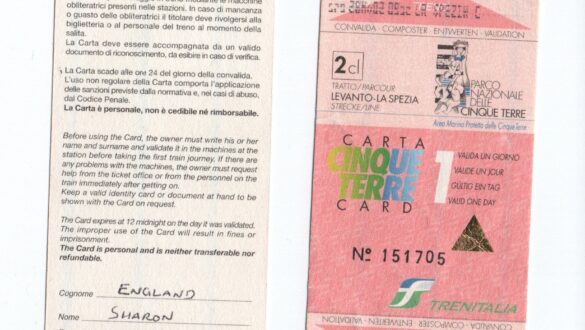 obliteratrici presenti nelle stazioni. In caso di mancanza
o guasto delle obliteratrici il titolare deve rivolgersi alla
biglietteria o al personale del treno al momento della
salita.
La Carta deve essere accompagnata da un valido
documento di riconoscimento, da esibire in caso di verifica.
La Carta scade alle ore 24 del giorno della convalida.
L'uso non regolare della Carta comporta l'applicazione
delle sanzioni previste dalla normativa e, nei casi di abuso,
dal Codice Penale.
La Carta è personale, non è cedibile né rimborsabile.
Before using the Card, the owner must write his or her
name and surname and validate it in the machines at the
station before taking the first train journey. If there are
any problems with the machines, the owner must request
help from the ticket office or from the personnel on the
train immediately after getting on.
Keep a valid identity card or document at hand to be
shown with the Card on request.
The Card expires at 12 midnight on the day it was validated.
The improper use of the Card will result in fines or
imprisonment.
The Card is personal and is neither transferable nor
refundable.
Cognome ENGLAND
Nome SHARON
LA SPEZIA C
CONVALIDA - COMPOSTER - ENTWERTEN - VALIDATION
2cl
TRATTO/PARCOUR
LEVANTO-LA SPEZIA
STRECKE/LINE
PARCO
NAZIONALE
DELLE
CINQUE TERRE
Area Marina Protetta delle Cinque Terre
CARTA
CINQUE
TERRE
CARD
1
VALIDA UN GIORNO
VALIDE UN JOUR
GULTIG EIN TAG
VALID ONE DAY
Nº 151705
TRENITALIA
CONVALIDA - COMPOSTER - ENTWERTEN - VALIDATION